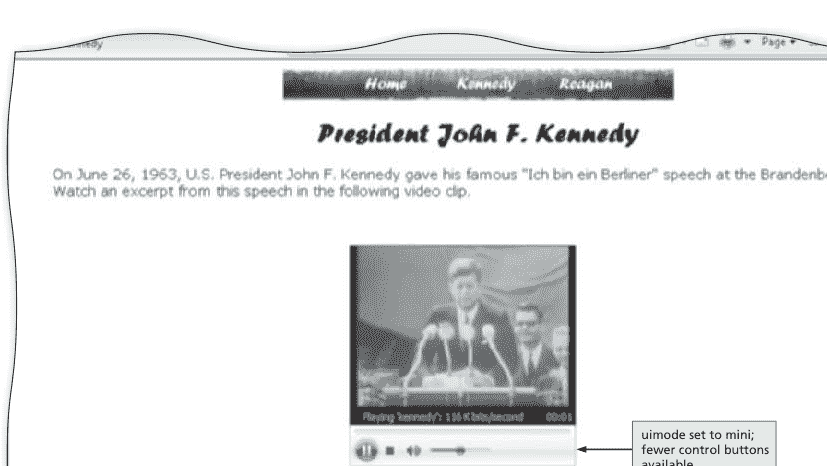 Page
Home Kennedy Reagan
President John F. Kennedy
On June 26, 1963, U.S. President John F. Kennedy gave his famous "Ich bin ein Berliner" speech at the
Watch an excerpt from this speech in the following video clip.
Playing 'kennedy': 116 Kbits/second
uimode set to mini;
fewer control buttons
available